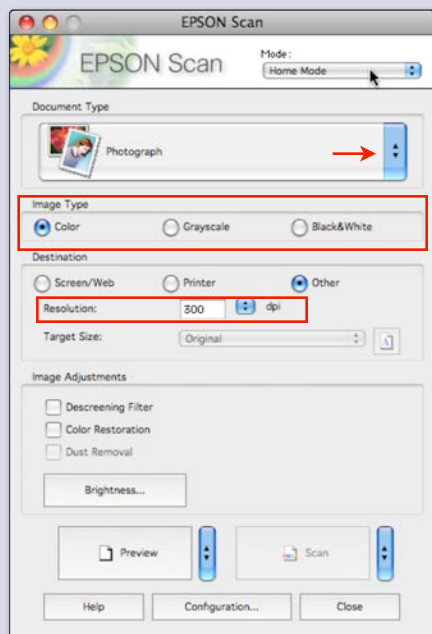 EPSON Scan
EPSON Scan
Mode:
Home Mode
Document Type
Photograph
Image Type
Color Grayscale Black&White
Destination
Screen/Web Printer Other
Resolution: 300 dpi
Target Size: Original
A
Image Adjustments
Descreening Filter
Color Restoration
Dust Removal
Brightness...
Preview Scan
Help Configuration... Close